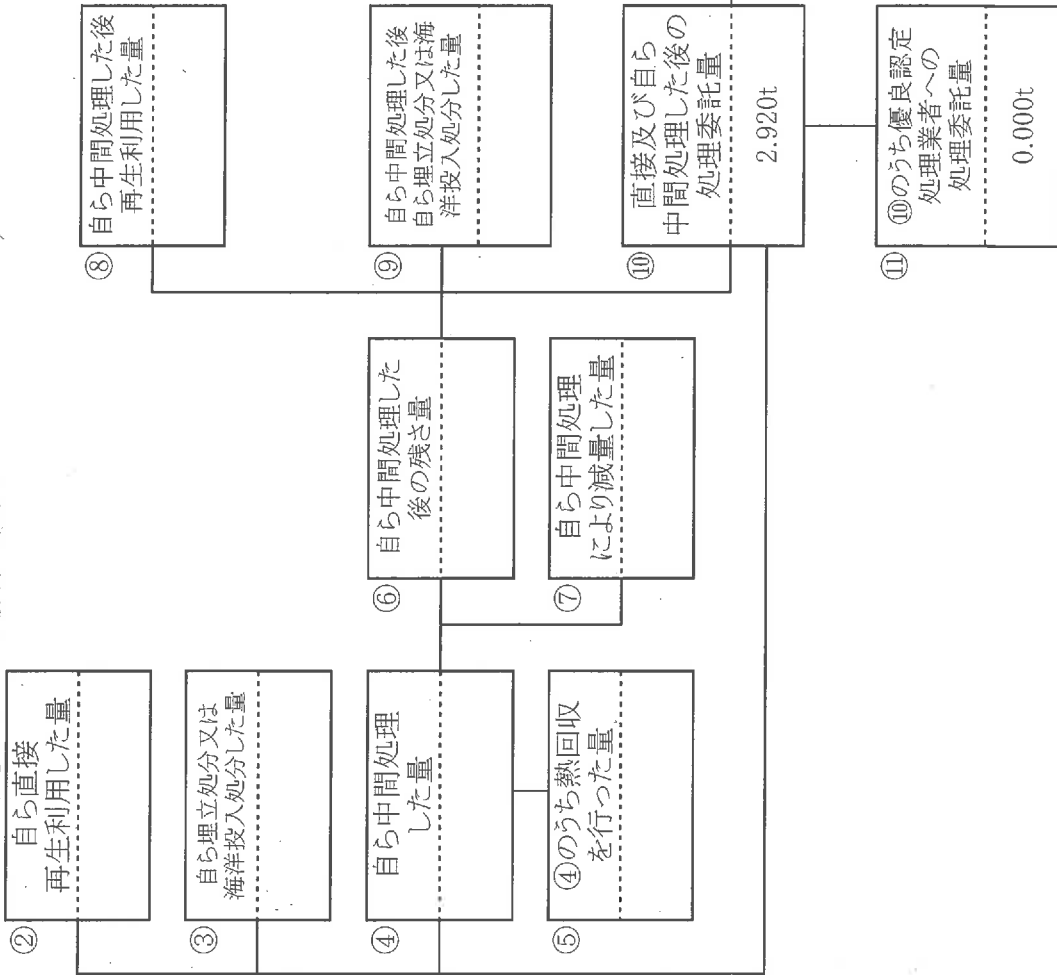 ②
自ら直接
再生利用した量
③
自ら埋立処分又は
海洋投入処分した量
④
自ら中間処理
した量
⑤
④のうち熱回収
を行った量
⑥
自ら中間処理した
後の残さ量
⑦
自ら中間処理
により減量した量
⑧
自ら中間処理した後
再生利用した量
⑨
自ら中間処理した後
自ら埋立処分又は海
洋投入処分した量
⑩
直接及び自ら
中間処理した後の
処理委託量
2.920t
⑪
⑩のうち優良認定
処理業者への
処理委託量
0.000t